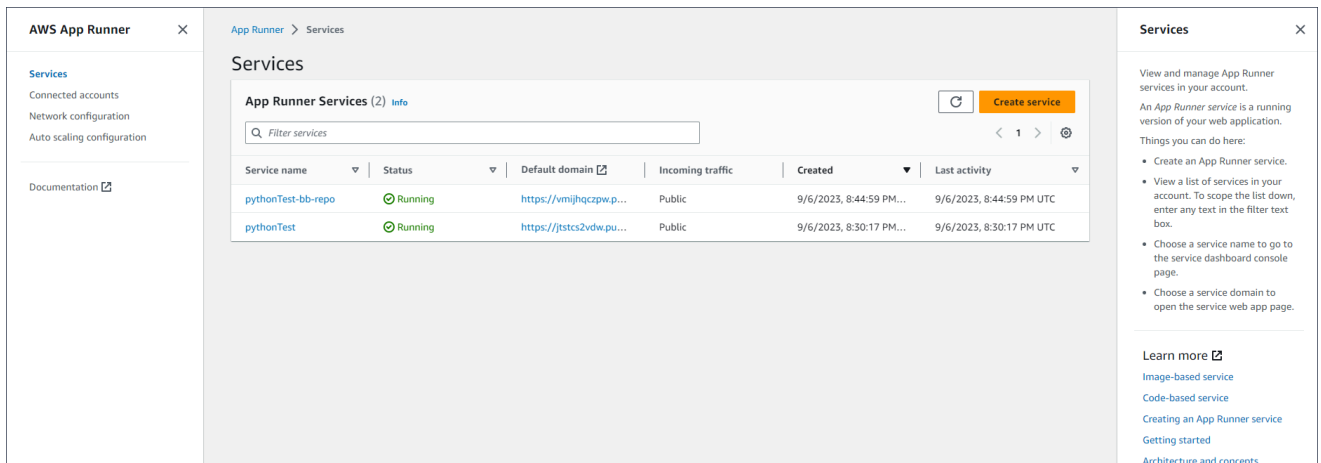 AWS App Runner
Services
Connected accounts
Network configuration
Auto scaling configuration
Documentation
App Runner > Services
Services
App Runner Services (2) Info
Create service
Filter services
1
Service name Status Default domain Incoming traffic Created Last activity
pythonTest-bb-repo Running https://vmijhqczpw.p... Public 9/6/2023, 8:44:59 PM... 9/6/2023, 8:44:59 PM UTC
pythonTest Running https://jtstcs2vdw.pu... Public 9/6/2023, 8:30:17 PM... 9/6/2023, 8:30:17 PM UTC
Services
View and manage App Runner
services in your account.
An App Runner service is a running
version of your web application.
Things you can do here:
• Create an App Runner service.
• View a list of services in your
account. To scope the list down,
enter any text in the filter text
box.
• Choose a service name to go to
the service dashboard console
page.
• Choose a service domain to
open the service web app page.
Learn more
Image-based service
Code-based service
Creating an App Runner service
Getting started
Architecture and concepts